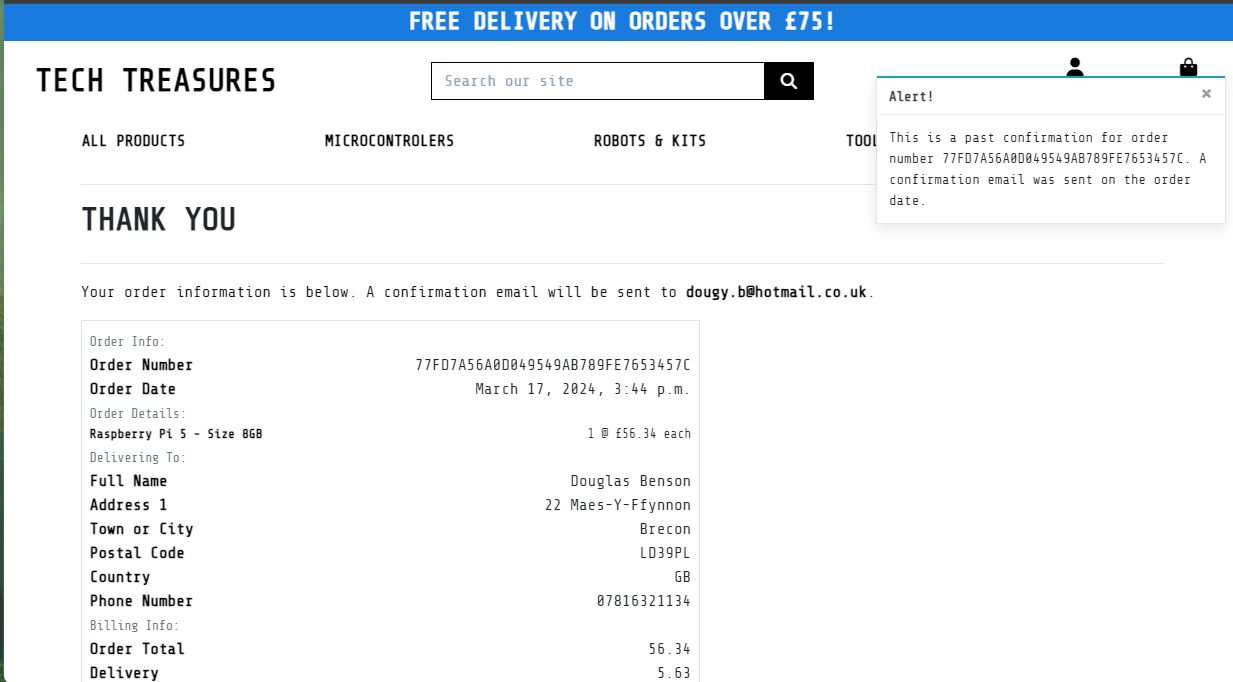 FREE DELIVERY ON ORDERS OVER £75!
TECH TREASURES
Search our site
ALL PRODUCTS
MICROCONTROLERS
ROBOTS & KITS
TOOL
Alert!
×
This is a past confirmation for order
number 77FD7A56A0D049549AB789FE7653457C. A
confirmation email was sent on the order
date.
THANK YOU
Your order information is below. A confirmation email will be sent to dougy.b@hotmail.co.uk.
Order Info:
Order Number 77FD7A56A0D049549AB789FE7653457C
Order Date March 17, 2024, 3:44 p.m.
Order Details:
Raspberry Pi 5 - Size 8GB 1 @ £56.34 each
Delivering To:
Full Name Douglas Benson
Address 1 22 Maes-Y-Ffynnon
Town or City Brecon
Postal Code LD39PL
Country GB
Phone Number 07816321134
Billing Info:
Order Total 56.34
Delivery 5.63